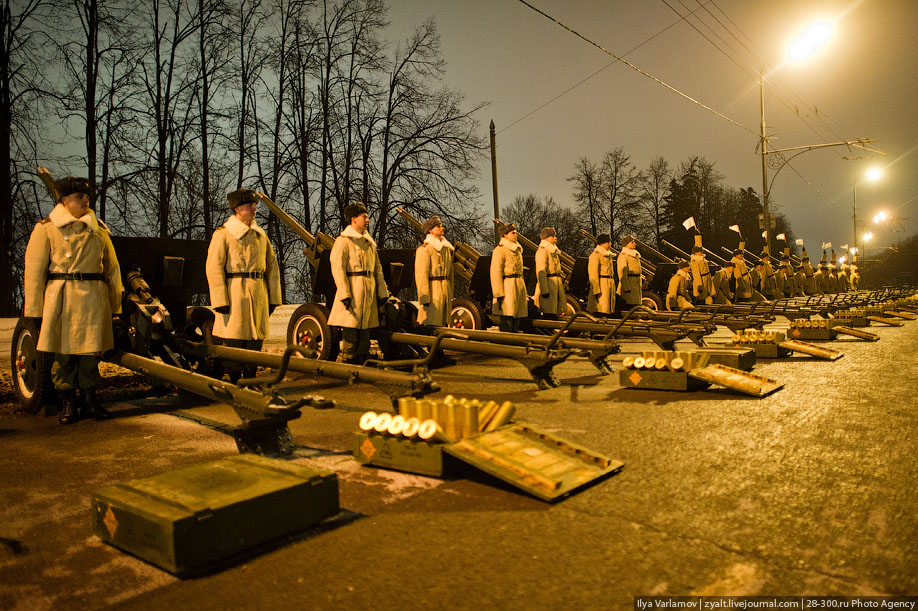 Ilya Varlamov | zyalt.livejournal.com | 28-300.ru Photo Agency